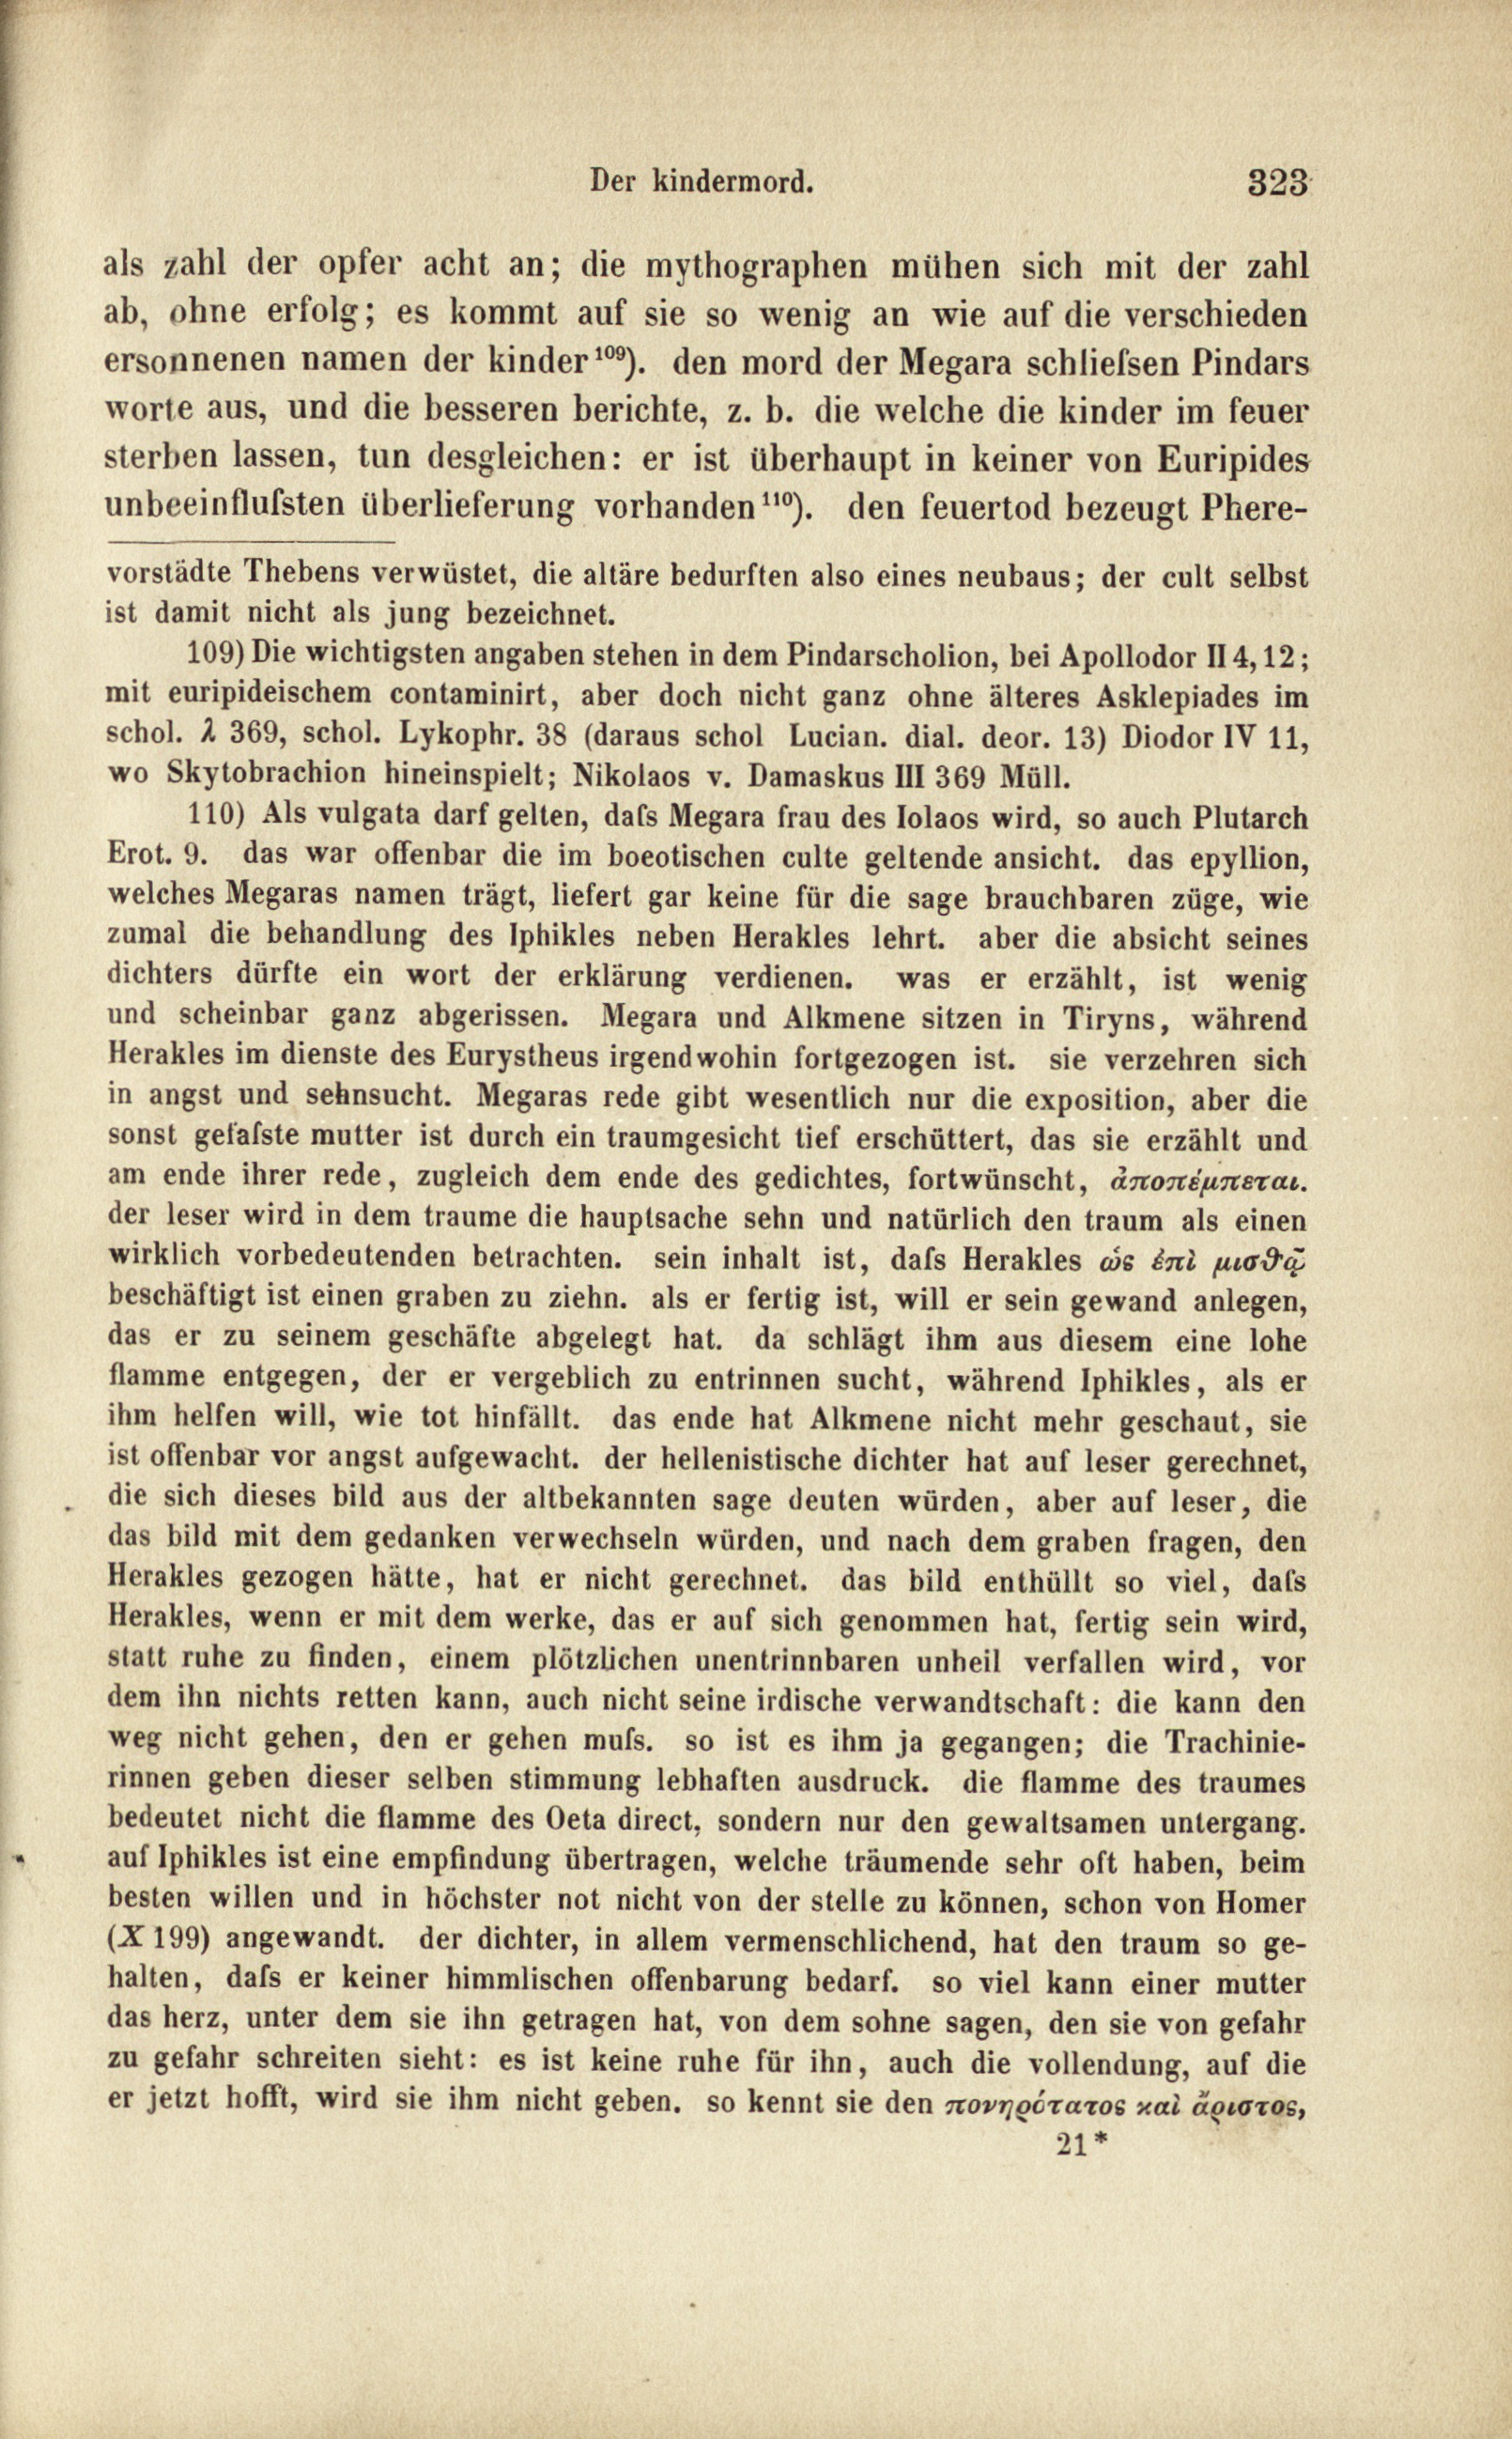 Der kindermord. 323
als zahl der opfer acht an; die mythographen mühen sich mit der zahl
ab, ohne erfolg; es kommt auf sie so wenig an wie auf die verschieden
ersonnenen namen der kinder¹⁰⁹). den mord der Megara schlieſsen Pindars
worte aus, und die besseren berichte, z. b. die welche die kinder im feuer
sterben lassen, tun desgleichen: er ist überhaupt in keiner von Euripides
unbeeinfluſsten überlieferung vorhanden¹¹⁰). den feuertod bezeugt Phere-
vorstädte Thebens verwüstet, die altäre bedurften also eines neubaus; der cult selbst
ist damit nicht als jung bezeichnet.
109) Die wichtigsten angaben stehen in dem Pindarscholion, bei Apollodor II 4, 12;
mit euripideischem contaminirt, aber doch nicht ganz ohne älteres Asklepiades im
schol. λ 369, schol. Lykophr. 38 (daraus schol Lucian. dial. deor. 13) Diodor IV 11,
wo Skytobrachion hineinspielt; Nikolaos v. Damaskus III 369 Müll.
110) Als vulgata darf gelten, daſs Megara frau des Iolaos wird, so auch Plutarch
Erot. 9. das war offenbar die im boeotischen culte geltende ansicht. das epyllion,
welches Megaras namen trägt, liefert gar keine für die sage brauchbaren züge, wie
zumal die behandlung des Iphikles neben Herakles lehrt. aber die absicht seines
dichters dürfte ein wort der erklärung verdienen. was er erzählt, ist wenig
und scheinbar ganz abgerissen. Megara und Alkmene sitzen in Tiryns, während
Herakles im dienste des Eurystheus irgendwohin fortgezogen ist. sie verzehren sich
in angst und sehnsucht. Megaras rede gibt wesentlich nur die exposition, aber die
sonst gefaſste mutter ist durch ein traumgesicht tief erschüttert, das sie erzählt und
am ende ihrer rede, zugleich dem ende des gedichtes, fortwünscht, ἀποπέμπεται.
der leser wird in dem traume die hauptsache sehn und natürlich den traum als einen
wirklich vorbedeutenden betrachten. sein inhalt ist, daſs Herakles ὡς ἐπὶ μισθῷ
beschäftigt ist einen graben zu ziehn. als er fertig ist, will er sein gewand anlegen,
das er zu seinem geschäfte abgelegt hat. da schlägt ihm aus diesem eine lohe
flamme entgegen, der er vergeblich zu entrinnen sucht, während Iphikles, als er
ihm helfen will, wie tot hinfällt. das ende hat Alkmene nicht mehr geschaut, sie
ist offenbar vor angst aufgewacht. der hellenistische dichter hat auf leser gerechnet,
die sich dieses bild aus der altbekannten sage deuten würden, aber auf leser, die
das bild mit dem gedanken verwechseln würden, und nach dem graben fragen, den
Herakles gezogen hätte, hat er nicht gerechnet. das bild enthüllt so viel, daſs
Herakles, wenn er mit dem werke, das er auf sich genommen hat, fertig sein wird,
statt ruhe zu finden, einem plötzlichen unentrinnbaren unheil verfallen wird, vor
dem ihn nichts retten kann, auch nicht seine irdische verwandtschaft: die kann den
weg nicht gehen, den er gehen muſs. so ist es ihm ja gegangen; die Trachinie-
rinnen geben dieser selben stimmung lebhaften ausdruck. die flamme des traumes
bedeutet nicht die flamme des Oeta direct, sondern nur den gewaltsamen untergang.
auf Iphikles ist eine empfindung übertragen, welche träumende sehr oft haben, beim
besten willen und in höchster not nicht von der stelle zu können, schon von Homer
(Χ 199) angewandt. der dichter, in allem vermenschlichend, hat den traum so ge-
halten, daſs er keiner himmlischen offenbarung bedarf. so viel kann einer mutter
das herz, unter dem sie ihn getragen hat, von dem sohne sagen, den sie von gefahr
zu gefahr schreiten sieht: es ist keine ruhe für ihn, auch die vollendung, auf die
er jetzt hofft, wird sie ihm nicht geben. so kennt sie den πονηρότατος καὶ ἄριστος,
21*